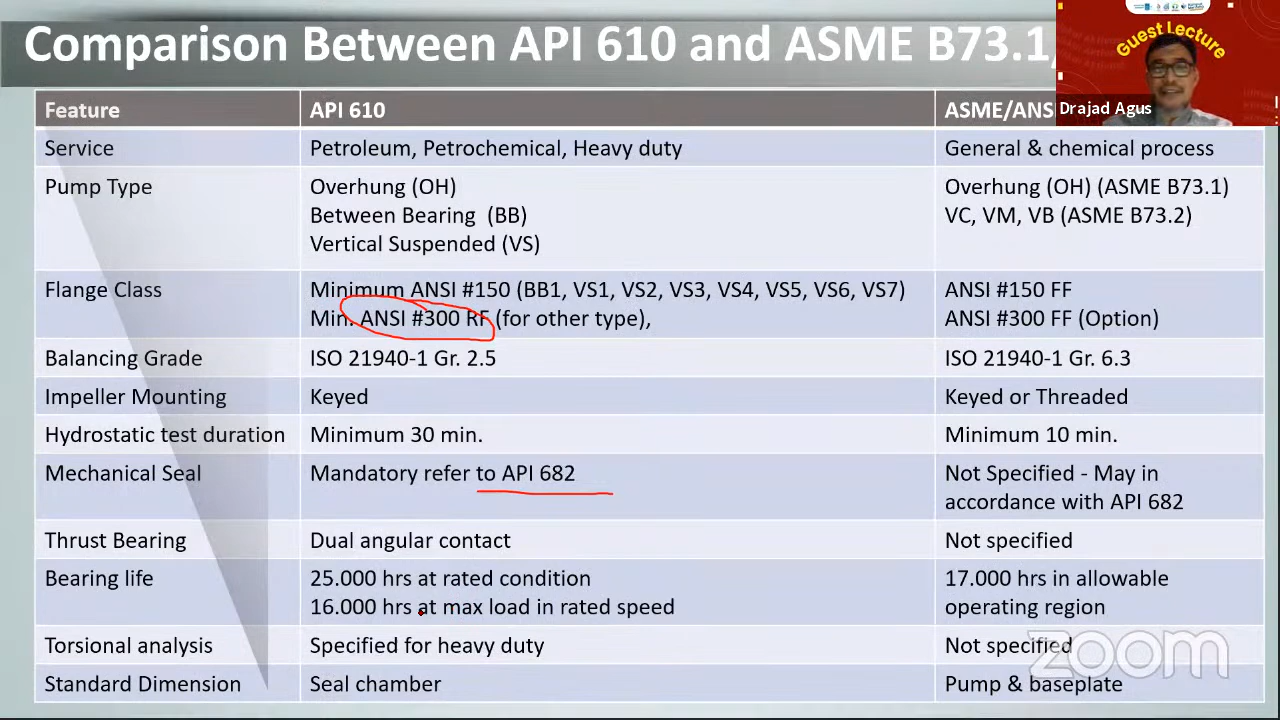 Comparison Between API 610 and ASME B73.1
Guest Lecture
Drajad Agus
Feature API 610 ASME/ANS
Service Petroleum, Petrochemical, Heavy duty General & chemical process
Pump Type Overhung (OH) Overhung (OH) (ASME B73.1)
Between Bearing (BB) VC, VM, VB (ASME B73.2)
Vertical Suspended (VS)
Flange Class Minimum ANSI #150 (BB1, VS1, VS2, VS3, VS4, VS5, VS6, VS7) ANSI #150 FF
Min. ANSI #300 RF (for other type), ANSI #300 FF (Option)
Balancing Grade ISO 21940-1 Gr. 2.5 ISO 21940-1 Gr. 6.3
Impeller Mounting Keyed Keyed or Threaded
Hydrostatic test duration Minimum 30 min. Minimum 10 min.
Mechanical Seal Mandatory refer to API 682 Not Specified - May in
accordance with API 682
Thrust Bearing Dual angular contact Not specified
Bearing life 25.000 hrs at rated condition 17.000 hrs in allowable
16.000 hrs at max load in rated speed operating region
Torsional analysis Specified for heavy duty Not specified
Standard Dimension Seal chamber Pump & baseplate
zoom